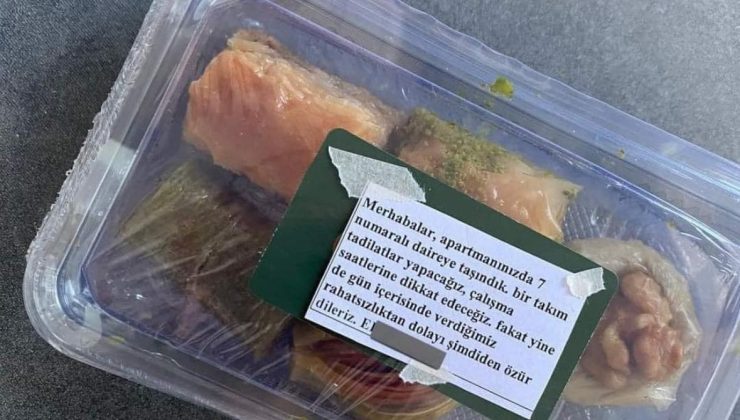 Merhabalar, apartmanınızda 7
numaralı daireye taşındık. bir takım
tadilatlar yapacağız, çalışma
saatlerine dikkat edeceğiz. fakat yine
de gün içerisinde verdiğimiz
rahatsızlıktan dolayı şimdiden özür
dileriz.